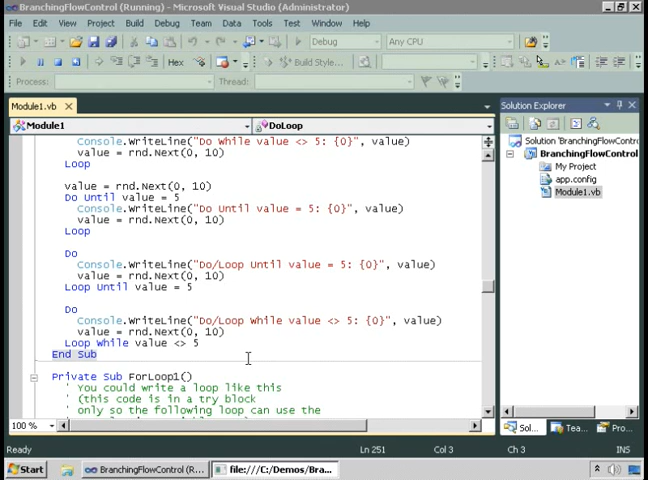 BranchingFlowControl (Running) - Microsoft Visual Studio (Administrator)
File Edit View Project Build Debug Team Data Tools Test Window Help
Debug Any CPU
Hex Build Style...
Process: Thread:
Module1.vb
Module1 DoLoop
Console.WriteLine("Do While value <> 5: {0}", value)
value = rnd.Next(0, 10)
Loop
value = rnd.Next(0, 10)
Do Until value = 5
Console.WriteLine("Do Until value = 5: {0}", value)
value = rnd.Next(0, 10)
Loop
Do
Console.WriteLine("Do/Loop Until value = 5: {0}", value)
value = rnd.Next(0, 10)
Loop Until value = 5
Do
Console.WriteLine("Do/Loop While value <> 5: {0}", value)
value = rnd.Next(0, 10)
Loop While value <> 5
End Sub
Private Sub ForLoop1()
' You could write a loop like this
' (this code is in a try block
' only so the following loop can use the
100 %
Solution Explorer
Solution 'BranchingFlowContro
BranchingFlowControl
My Project
app.config
Module1.vb
Sol... Tea... Pro...
Ready Ln 251 Col 3 Ch 3 INS
Start BranchingFlowControl (R... file:///C:/Demos/Bra...